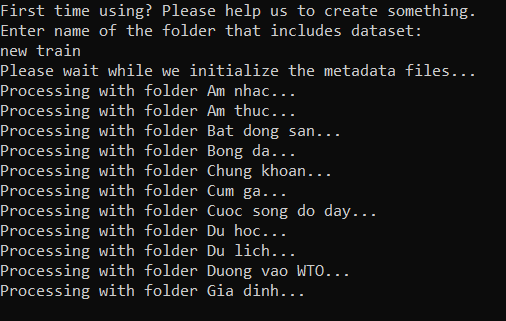 First time using? Please help us to create something.
Enter name of the folder that includes dataset:
new train
Please wait while we initialize the metadata files...
Processing with folder Am nhac...
Processing with folder Am thuc...
Processing with folder Bat dong san...
Processing with folder Bong da...
Processing with folder Chung khoan...
Processing with folder Cum ga...
Processing with folder Cuoc song do day...
Processing with folder Du hoc...
Processing with folder Du lich...
Processing with folder Duong vao WTO...
Processing with folder Gia dinh...